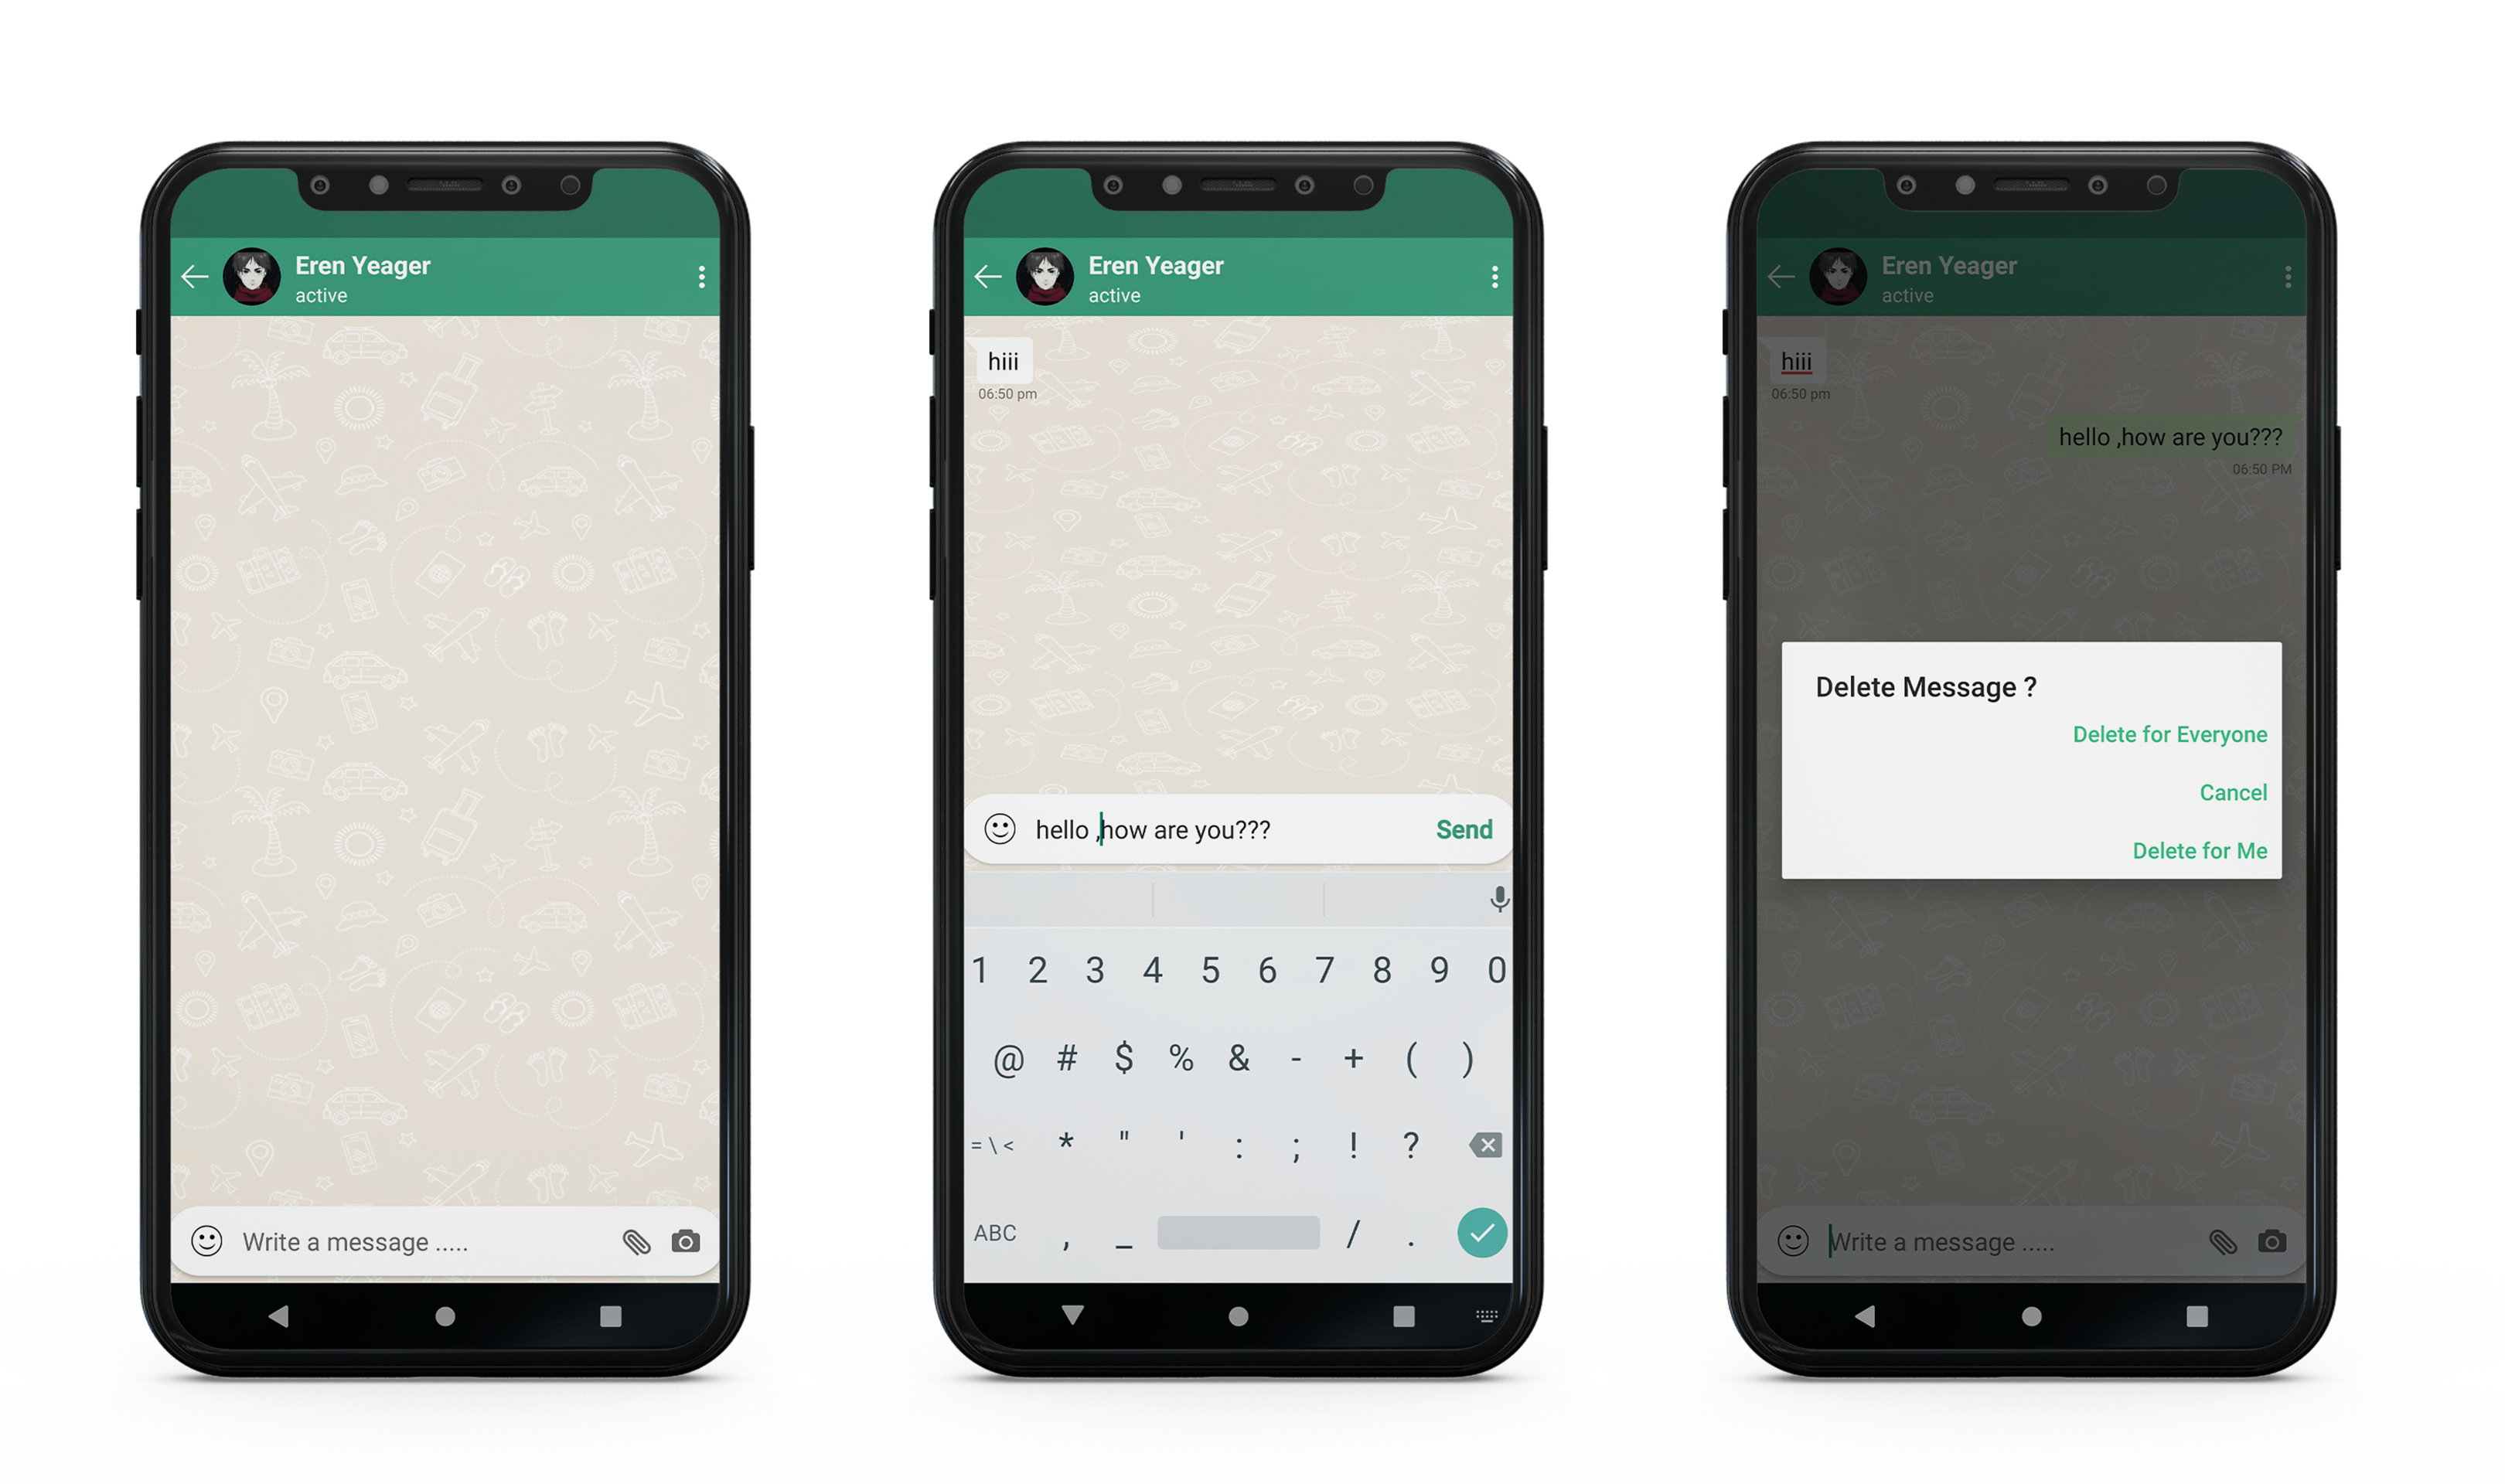 Eren Yeager
active
Write a message .....
Eren Yeager
active
hiii
06:50 pm
hello ,how are you???
Send
1 2 3 4 5 6 7 8 9 0
@ # $ % & - + ( )
= \ < * " ' : ; ! ?
ABC , _ / .
Eren Yeager
active
hiii
06:50 pm
hello ,how are you???
06:50 PM
Delete Message ?
Delete for Everyone
Cancel
Delete for Me
Write a message .....